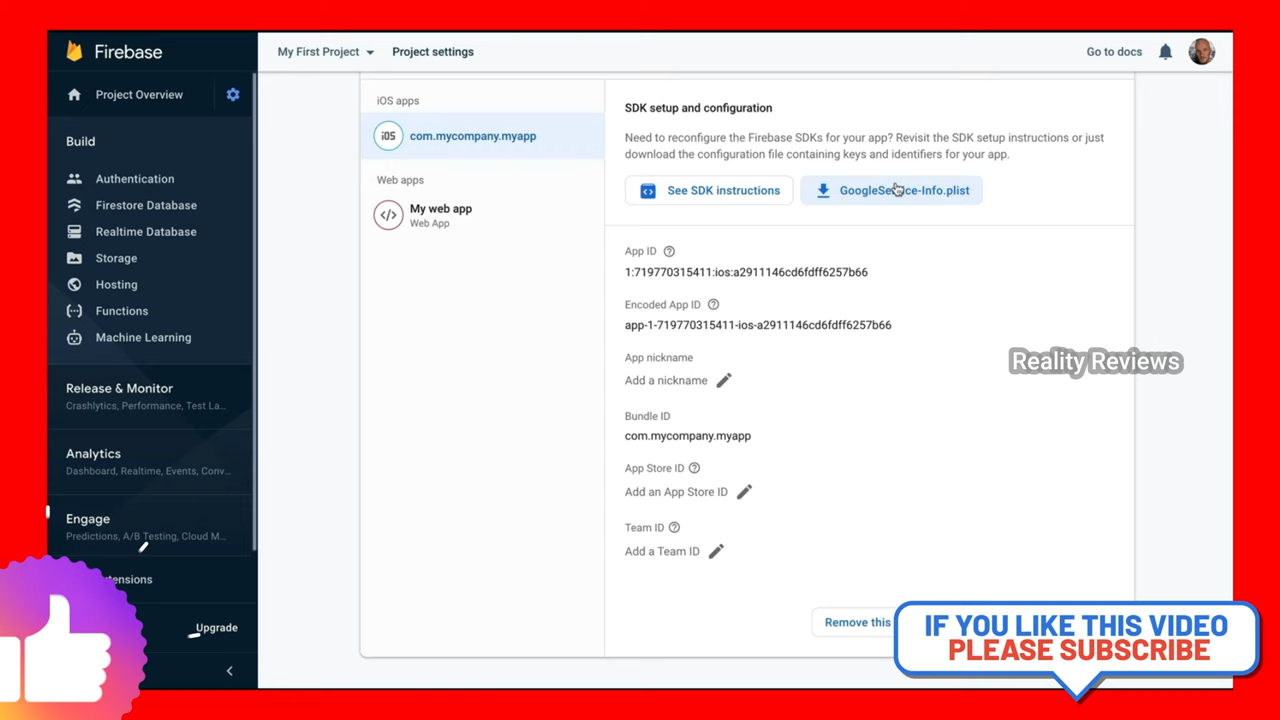 Firebase
My First Project
Project settings
Go to docs
Project Overview
Build
Authentication
Firestore Database
Realtime Database
Storage
Hosting
Functions
Machine Learning
Release & Monitor
Crashlytics, Performance, Test La...
Analytics
Dashboard, Realtime, Events, Conv...
Engage
Predictions, A/B Testing, Cloud M...
Upgrade
iOS apps
iOS
com.mycompany.myapp
Web apps
My web app
Web App
SDK setup and configuration
Need to reconfigure the Firebase SDKs for your app? Revisit the SDK setup instructions or just
download the configuration file containing keys and identifiers for your app.
See SDK instructions
GoogleService-Info.plist
App ID
1:719770315411:ios:a2911146cd6fdff6257b66
Encoded App ID
app-1-719770315411-ios-a2911146cd6fdff6257b66
App nickname
Add a nickname
Bundle ID
com.mycompany.myapp
App Store ID
Add an App Store ID
Team ID
Add a Team ID
Remove this
Reality Reviews
IF YOU LIKE THIS VIDEO
PLEASE SUBSCRIBE